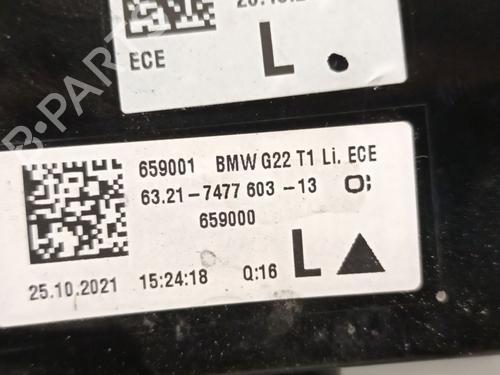 ECE
L
659001 BMW G22 T1 Li. ECE
63.21-7477 603-13
659000
25.10.2021 15:24:18 Q:16 L